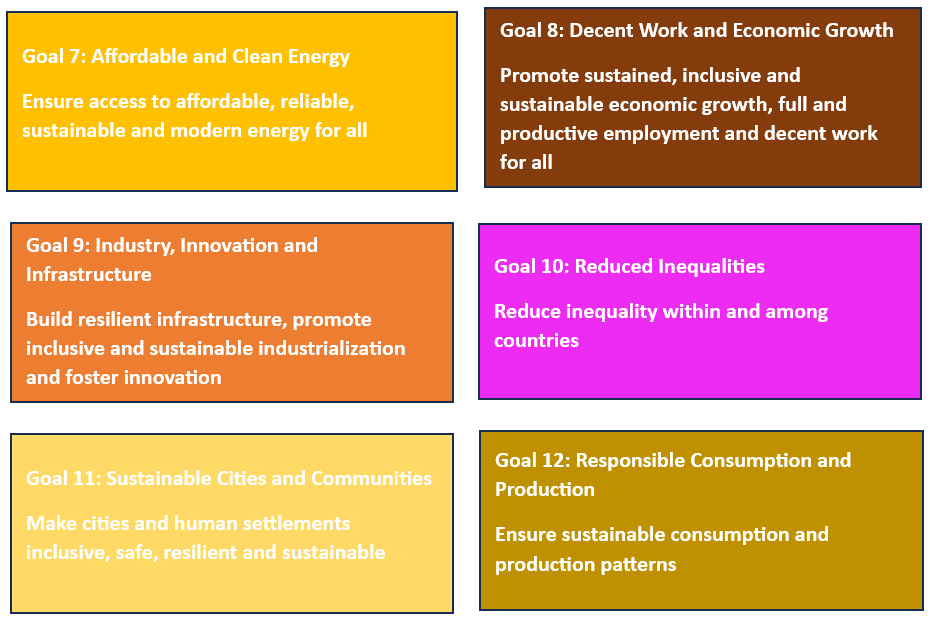 Goal 7: Affordable and Clean Energy
Ensure access to affordable, reliable,
sustainable and modern energy for all
Goal 8: Decent Work and Economic Growth
Promote sustained, inclusive and
sustainable economic growth, full and
productive employment and decent work
for all
Goal 9: Industry, Innovation and
Infrastructure
Build resilient infrastructure, promote
inclusive and sustainable industrialization
and foster innovation
Goal 10: Reduced Inequalities
Reduce inequality within and among
countries
Goal 11: Sustainable Cities and Communities
Make cities and human settlements
inclusive, safe, resilient and sustainable
Goal 12: Responsible Consumption and
Production
Ensure sustainable consumption and
production patterns